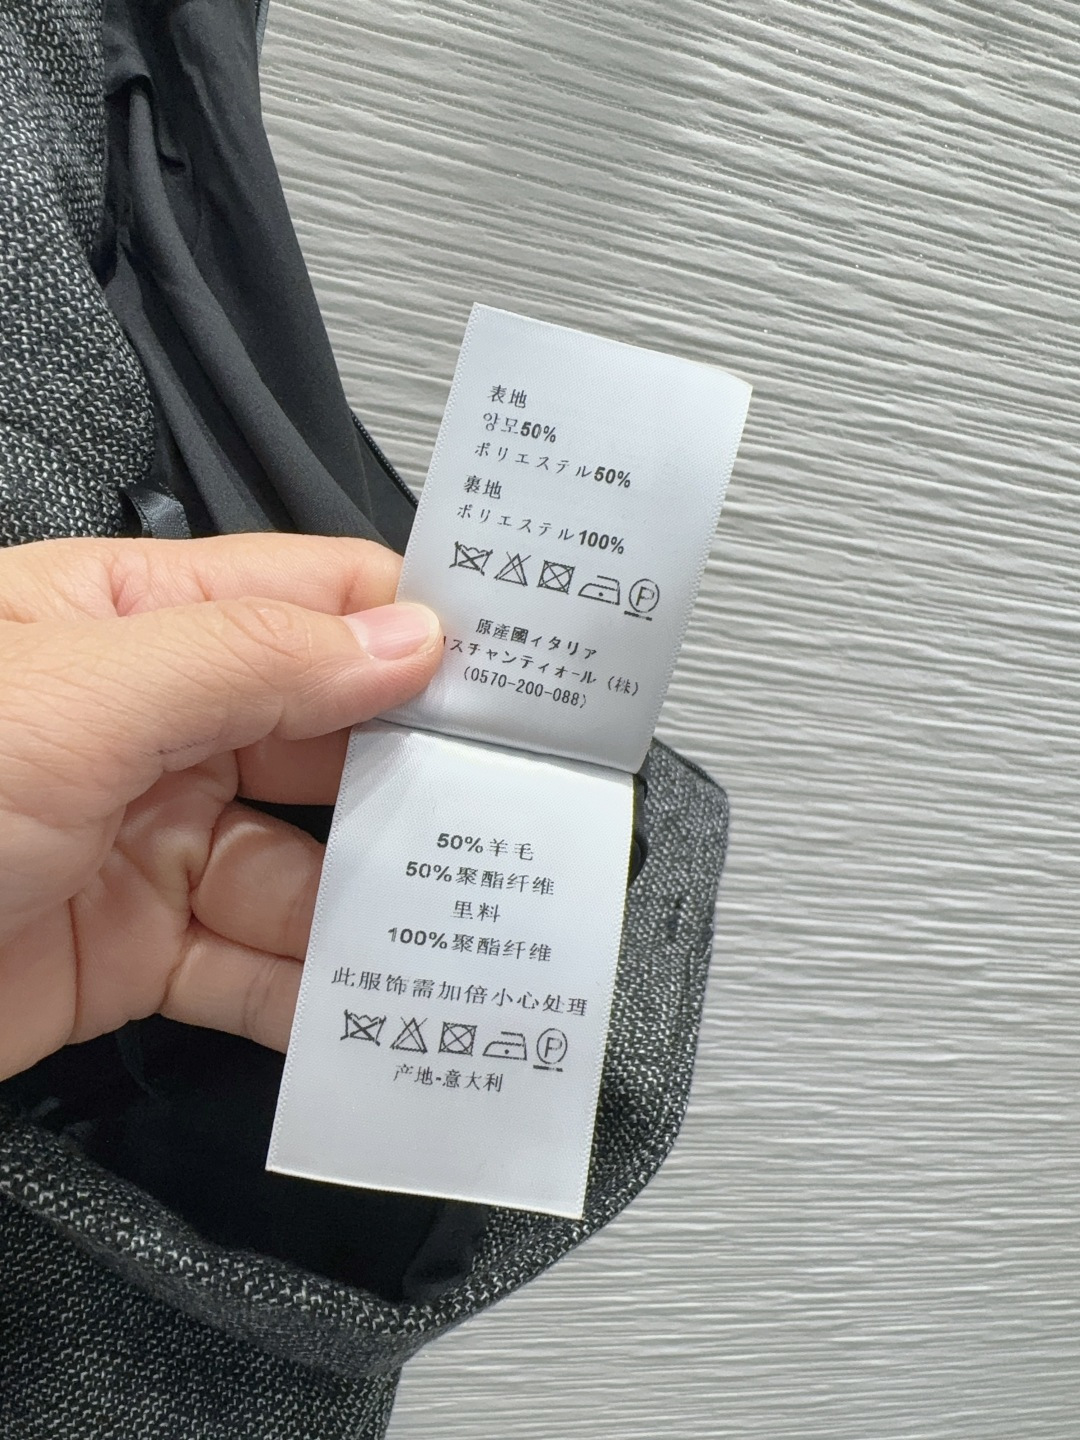 表地
양모50%
ポリエステル50%
裏地
ポリエステル100%
P
原産國イタリア
リスチャンティオール（株）
（0570-200-088）
50%羊毛
50%聚酯纤维
里料
100%聚酯纤维
此服饰需加倍小心处理
P
产地-意大利